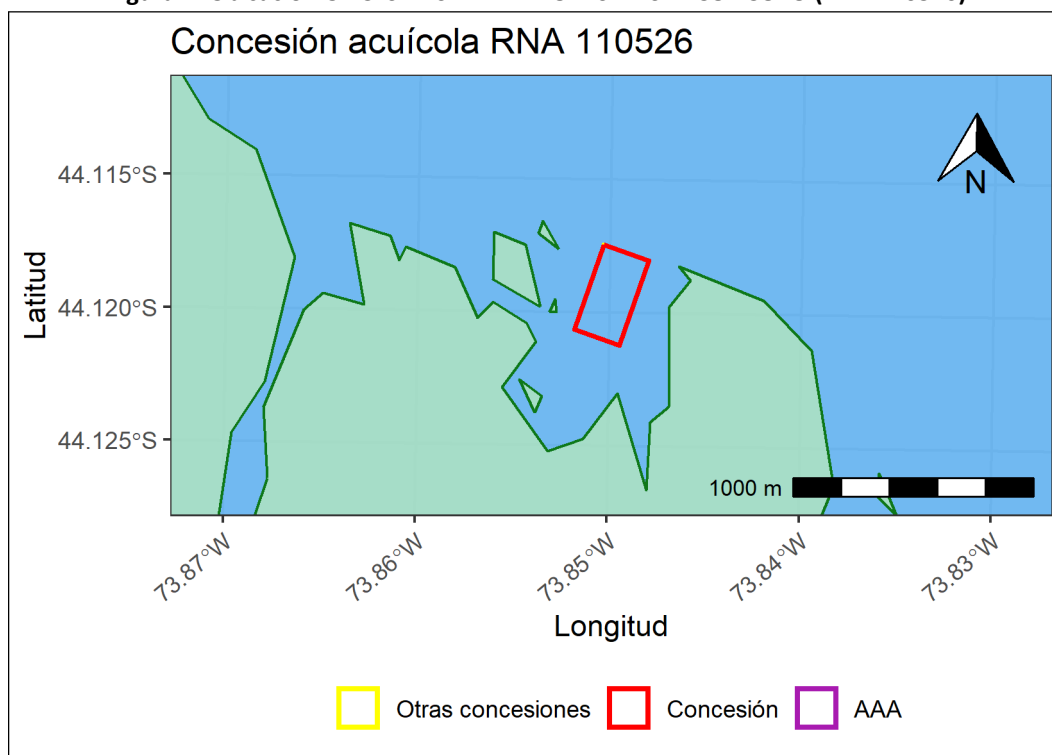 Concesión acuícola RNA 110526
N
44.115°S
44.120°S
44.125°S
Latitud
1000 m
73.87°W
73.86°W
73.85°W
73.84°W
73.83°W
Longitud
Otras concesiones
Concesión
AAA